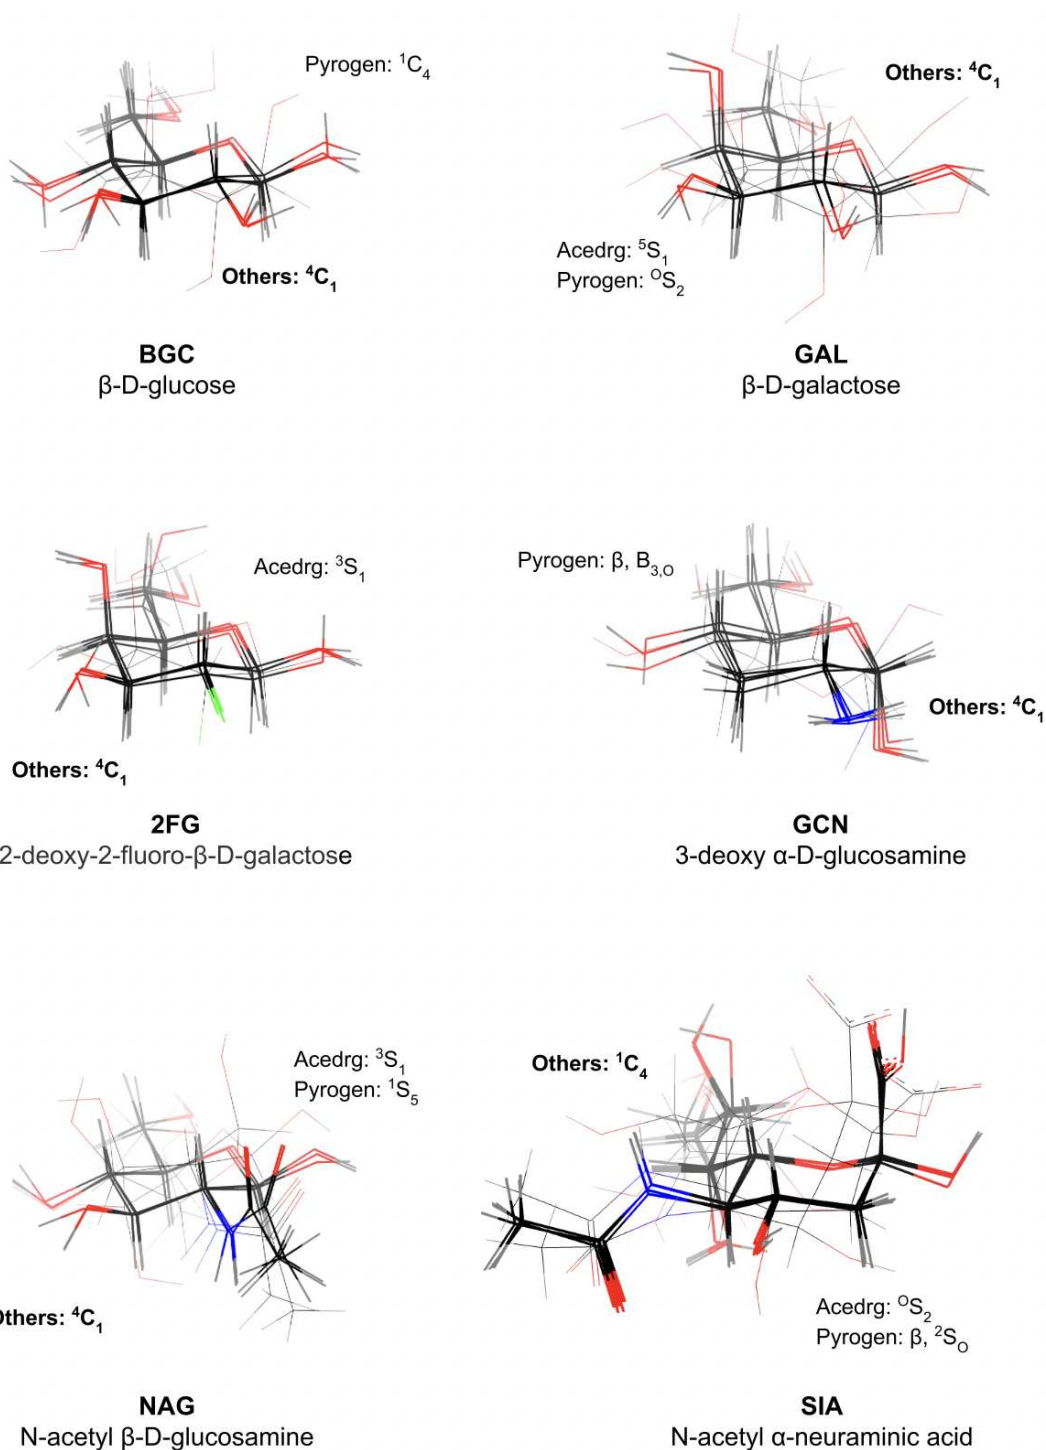 Pyrogen: ¹C₄
Others: ⁴C₁
Others: ⁴C₁
Acedrg: ⁵S₁
Pyrogen: ᴼS₂
BGC
β-D-glucose
GAL
β-D-galactose
Acedrg: ³S₁
Others: ⁴C₁
Pyrogen: β, B₃,O
Others: ⁴C₁
2FG
2-deoxy-2-fluoro-β-D-galactose
GCN
3-deoxy α-D-glucosamine
Acedrg: ³S₁
Pyrogen: ¹S₅
Others: ⁴C₁
Others: ¹C₄
Acedrg: ᴼS₂
Pyrogen: β, ²SO
NAG
N-acetyl β-D-glucosamine
SIA
N-acetyl α-neuraminic acid